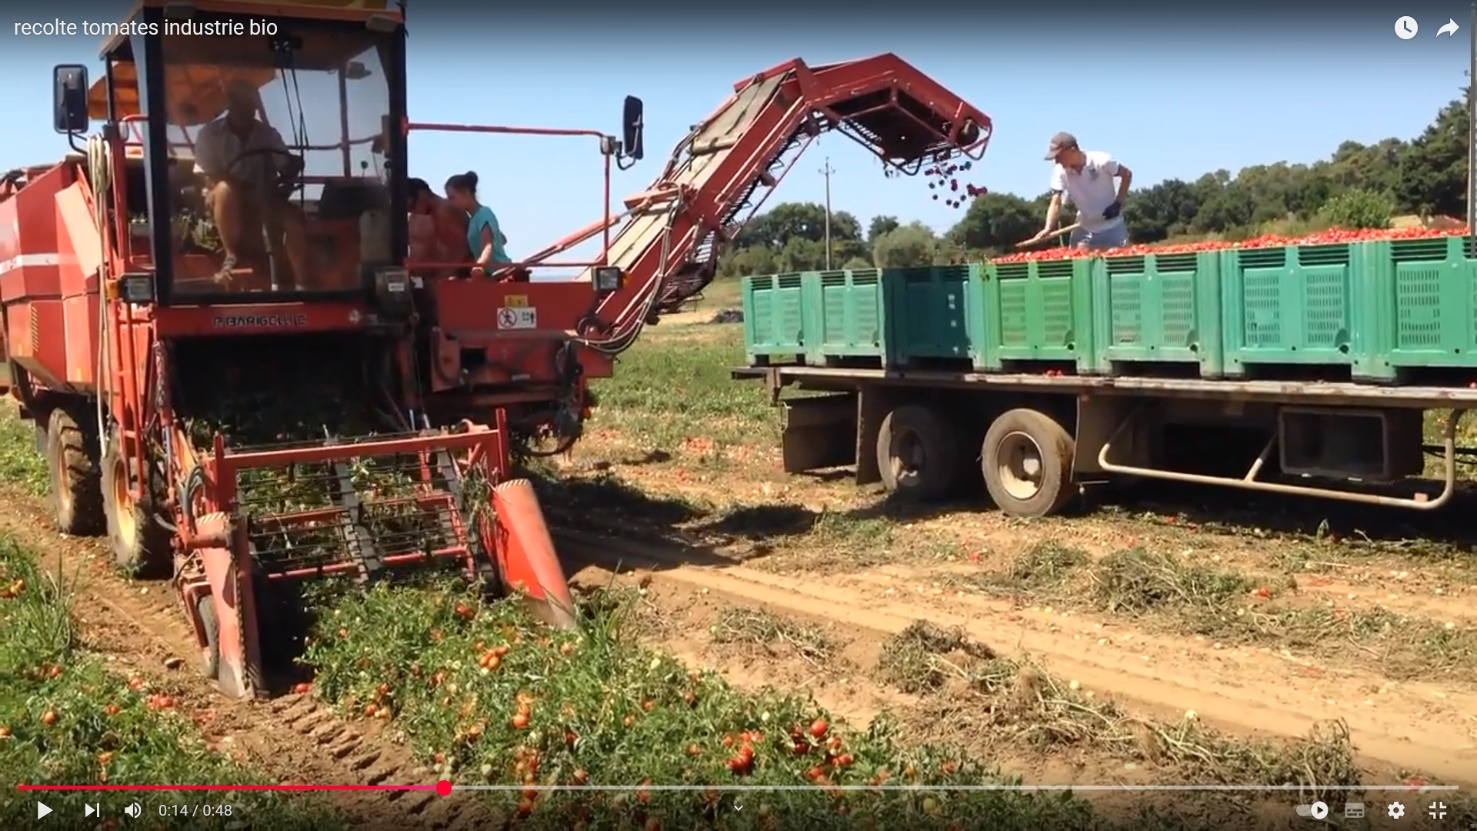 recolte tomates industrie bio
0:14 / 0:48